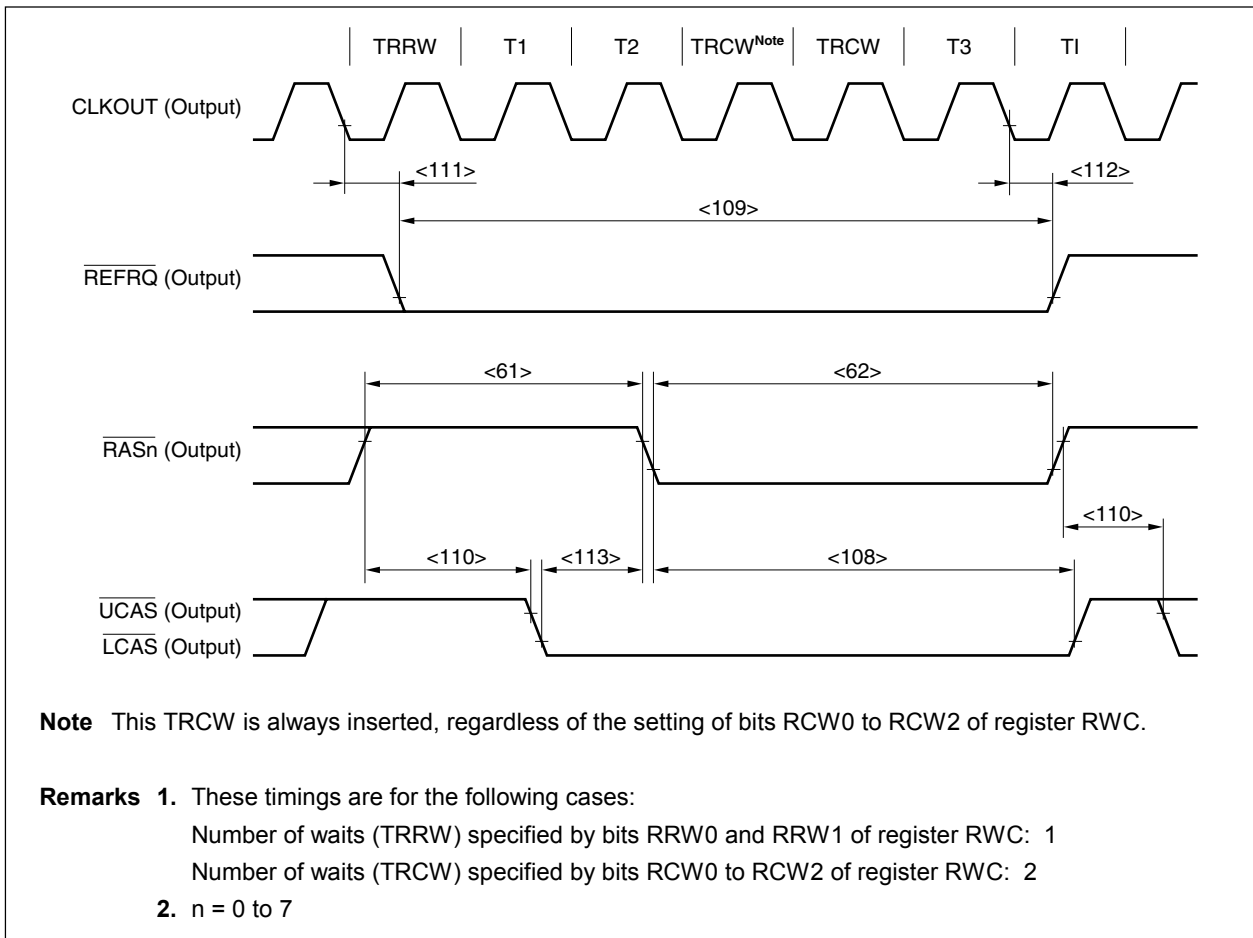 TRRW T1 T2 TRCWNote TRCW T3 TI
CLKOUT (Output)
<111> <112>
<109>
REFRQ (Output)
<61> <62>
RASn (Output)
<110>
<110> <113> <108>
UCAS (Output)
LCAS (Output)
Note This TRCW is always inserted, regardless of the setting of bits RCW0 to RCW2 of register RWC.
Remarks 1. These timings are for the following cases:
Number of waits (TRRW) specified by bits RRW0 and RRW1 of register RWC: 1
Number of waits (TRCW) specified by bits RCW0 to RCW2 of register RWC: 2
2. n = 0 to 7